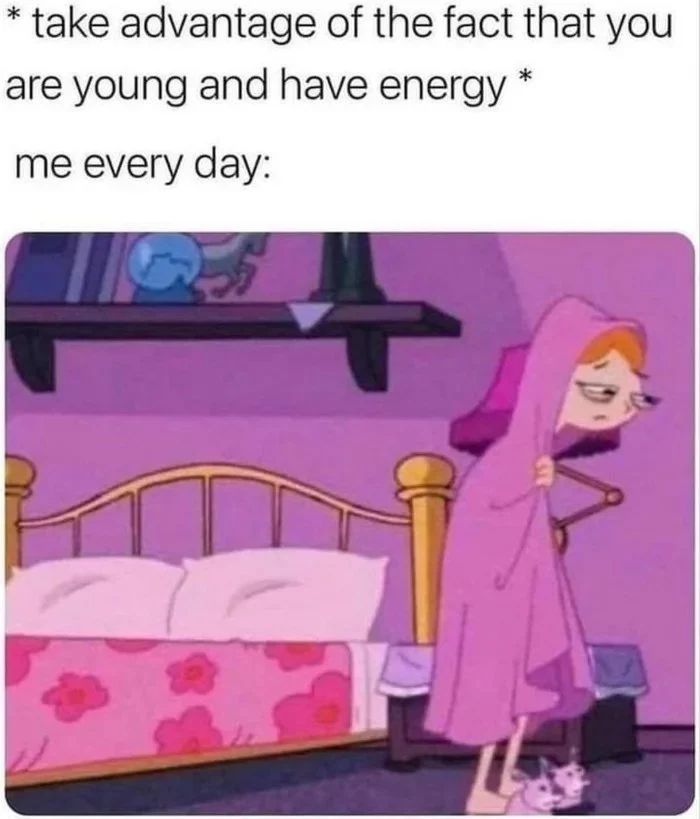 * take advantage of the fact that you
are young and have energy *
me every day: